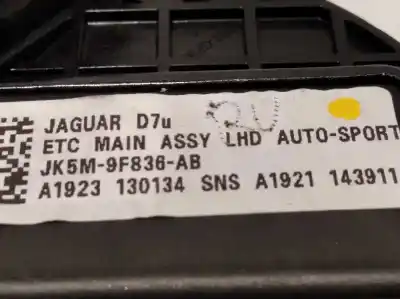 JAGUAR D7u
ETC MAIN ASSY LHD AUTO-SPORT
JK5M-9F836-AB
A1923 130134 SNS A1921 143911